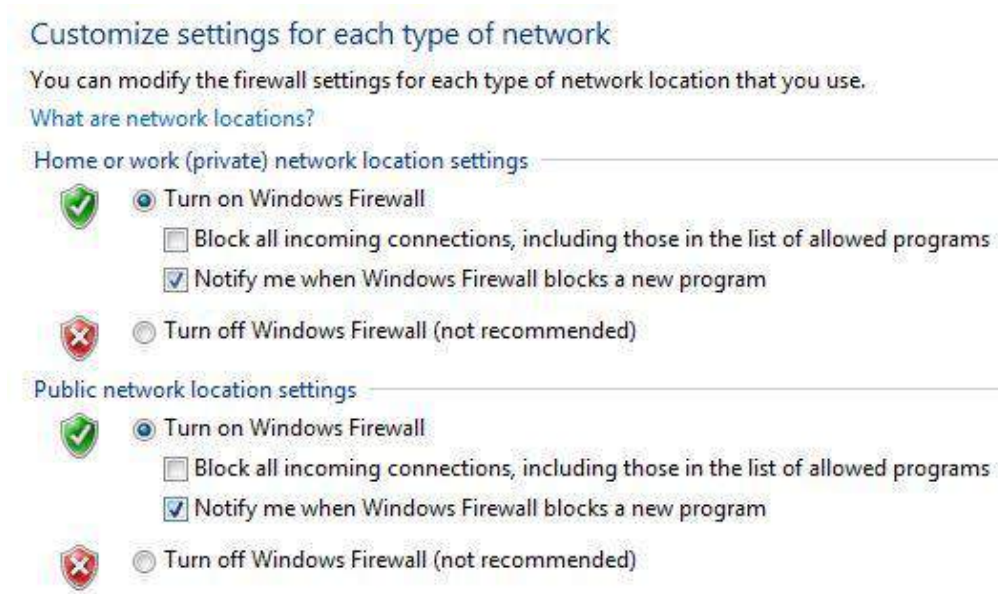 Customize settings for each type of network
You can modify the firewall settings for each type of network location that you use.
What are network locations?
Home or work (private) network location settings
Turn on Windows Firewall
Block all incoming connections, including those in the list of allowed programs
Notify me when Windows Firewall blocks a new program
Turn off Windows Firewall (not recommended)
Public network location settings
Turn on Windows Firewall
Block all incoming connections, including those in the list of allowed programs
Notify me when Windows Firewall blocks a new program
Turn off Windows Firewall (not recommended)